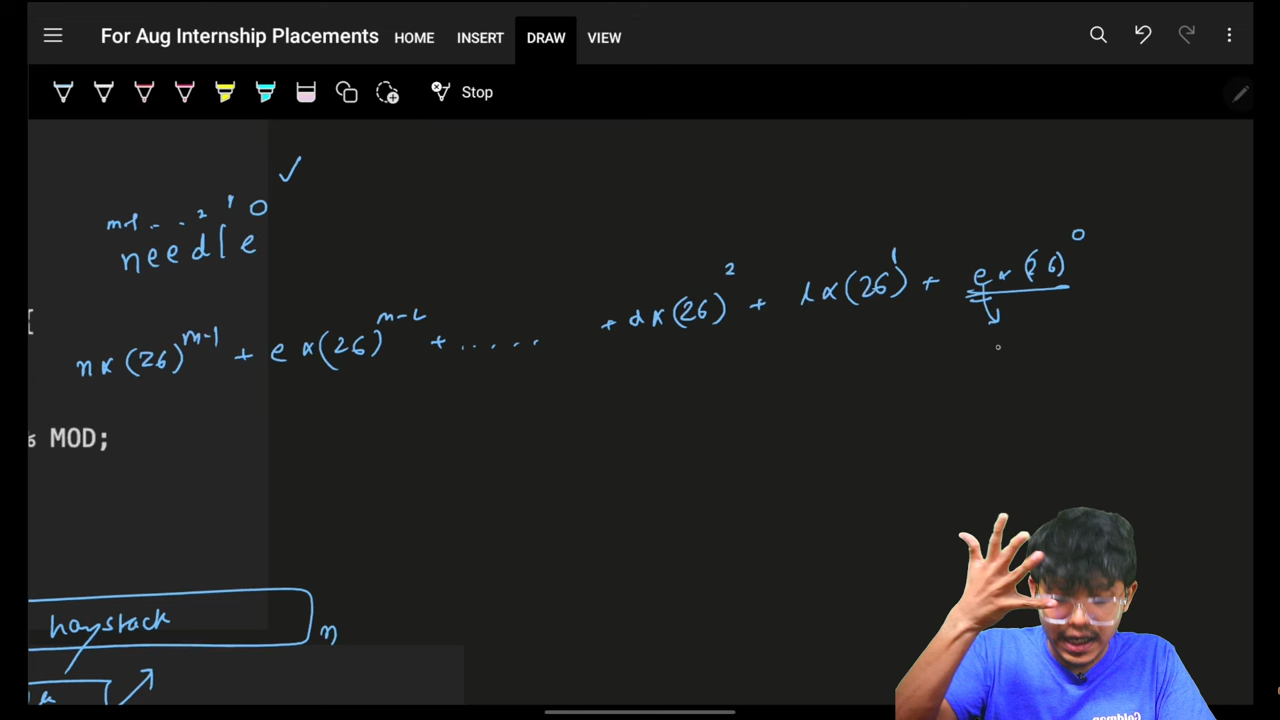 For Aug Internship Placements HOME INSERT DRAW VIEW
Stop
m-1 . . . 2 1 0 ✓
needle
n × (26)^m-1 + e × (26)^m-2 + ..... + d × (26)^2 + l × (26)^1 + e × (26)^0
% MOD;
haystack
n
Goldman